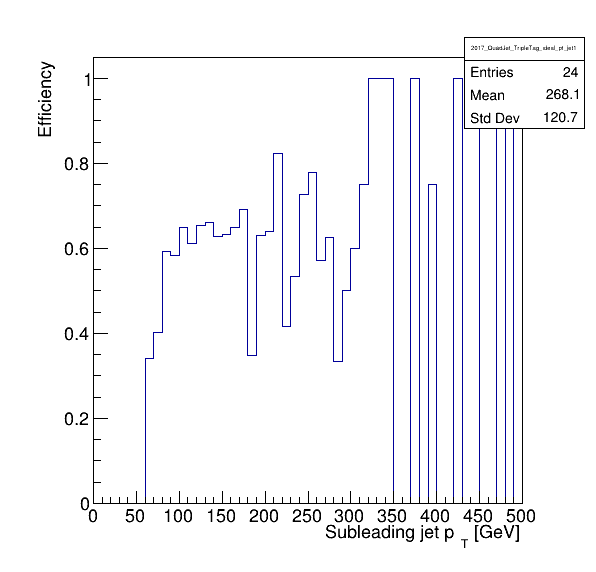 2017_QuadJet_TripleTag_ideal_pt_jet1
Entries 24
Mean 268.1
Std Dev 120.7
Efficiency
1
0.8
0.6
0.4
0.2
0
0 50 100 150 200 250 300 350 400 450 500
Subleading jet p T [GeV]